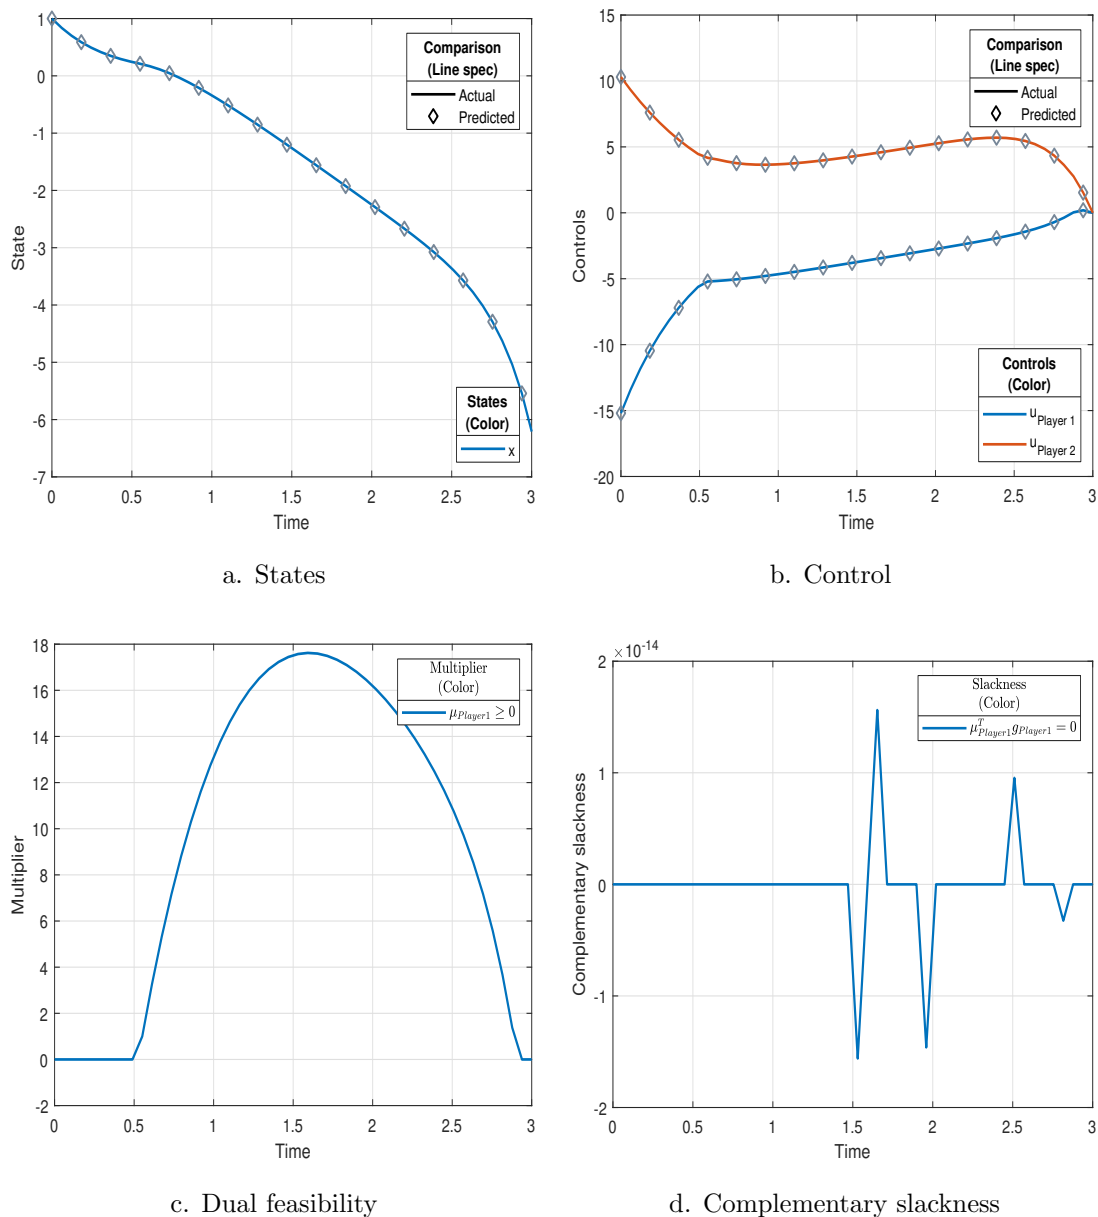 1
0
-1
-2
-3
-4
-5
-6
-7
State
0
0.5
1
1.5
2
2.5
3
Time
Comparison
(Line spec)
Actual
Predicted
States
(Color)
x
a. States
15
10
5
0
-5
-10
-15
-20
Controls
0
0.5
1
1.5
2
2.5
3
Time
Comparison
(Line spec)
Actual
Predicted
Controls
(Color)
u_Player 1
u_Player 2
b. Control
18
16
14
12
10
8
6
4
2
0
-2
Multiplier
0
0.5
1
1.5
2
2.5
3
Time
Multiplier
(Color)
μ_Player1 ≥ 0
c. Dual feasibility
×10^-14
2
1
0
-1
-2
Complementary slackness
0
0.5
1
1.5
2
2.5
3
Time
Slackness
(Color)
μ^T_Player1 g_Player1 = 0
d. Complementary slackness